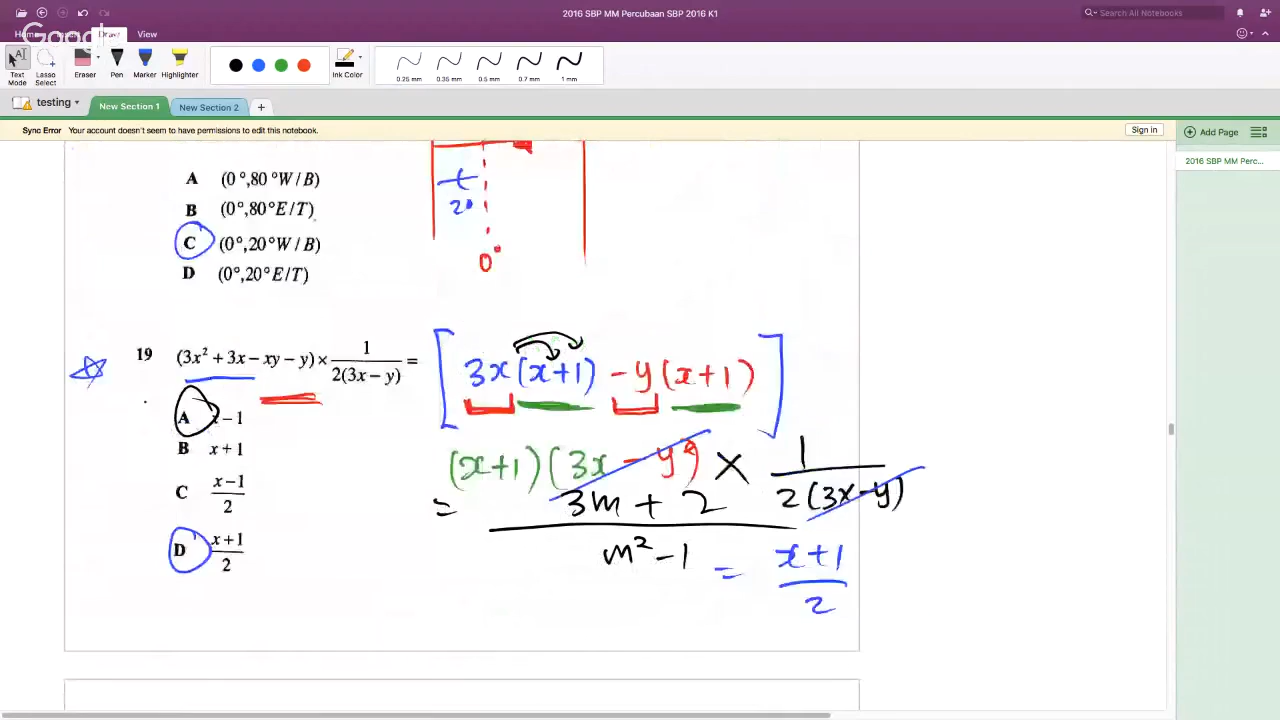 2016 SBP MM Percubaan SBP 2016 K1
Search All Notebooks
Google
Home Insert Draw View
Text Mode
Lasso Select
Eraser
Pen
Marker
Highlighter
Ink Color
0.25 mm 0.35 mm 0.5 mm 0.7 mm 1 mm
testing
New Section 1
New Section 2
+
Sync Error Your account doesn't seem to have permissions to edit this notebook.
Sign in
Add Page
2016 SBP MM Perc...
A (0°,80°W/B)
B (0°,80°E/T)
C (0°,20°W/B)
D (0°,20°E/T)
20
0°
19 (3x² + 3x − xy − y) × 1/2(3x − y) =
A x − 1
B x + 1
C x − 1/2
D x + 1/2
[3x(x+1) −y(x+1)]
(x+1)(3x − y) × 1/2(3x−y)
= 3m + 2/m² − 1
= x+1/2